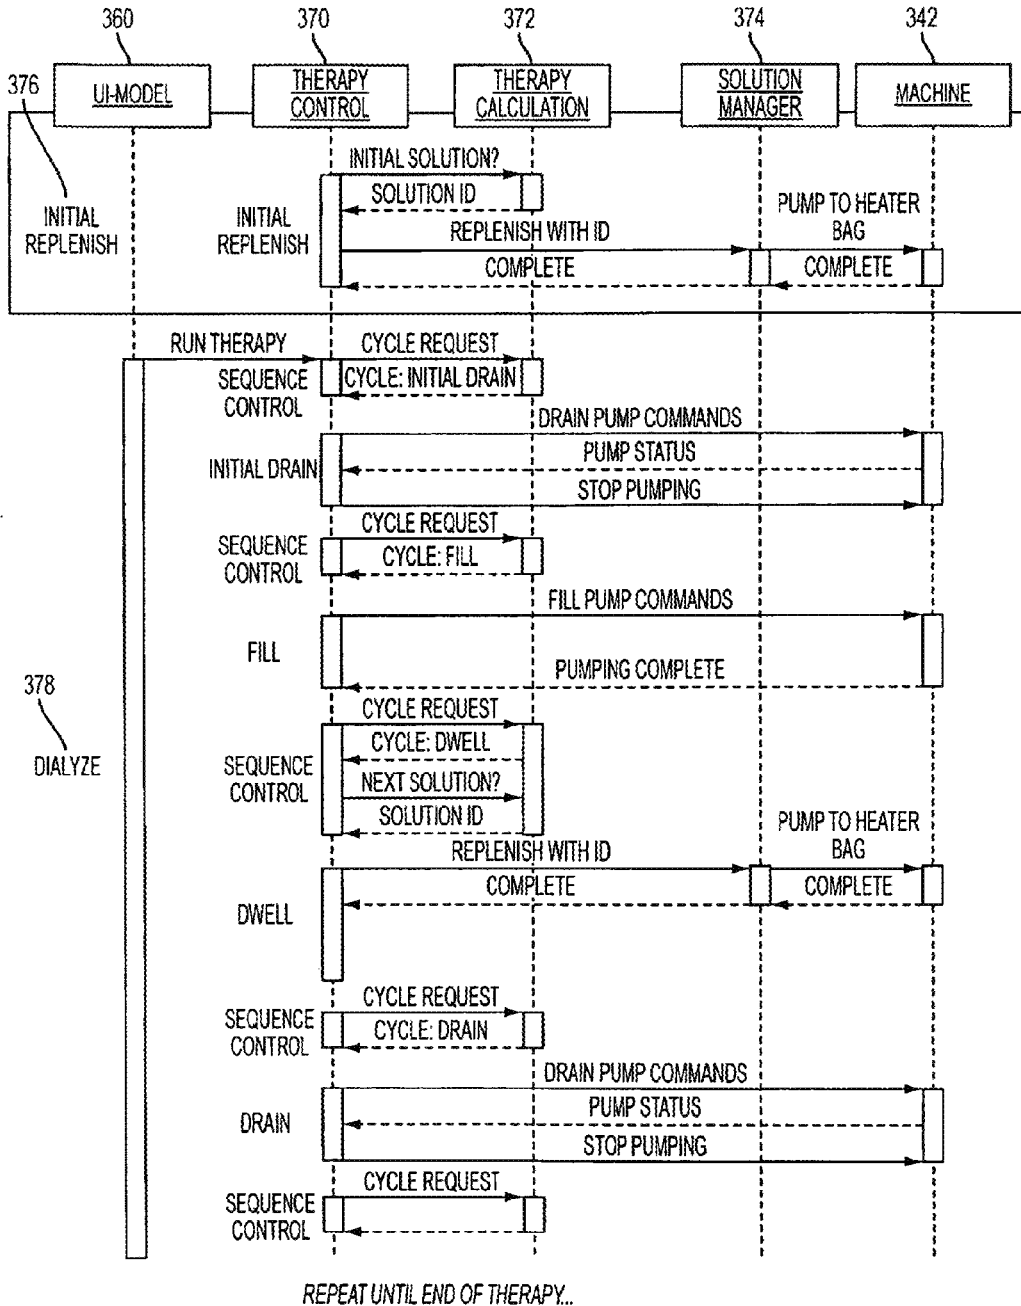 360 370 372 374 342
376
UI-MODEL THERAPY CONTROL THERAPY CALCULATION SOLUTION MANAGER MACHINE
INITIAL SOLUTION?
SOLUTION ID
INITIAL REPLENISH
INITIAL REPLENISH
REPLENISH WITH ID
PUMP TO HEATER BAG
COMPLETE COMPLETE
RUN THERAPY CYCLE REQUEST
SEQUENCE CONTROL
CYCLE: INITIAL DRAIN
DRAIN PUMP COMMANDS
INITIAL DRAIN
PUMP STATUS
STOP PUMPING
CYCLE REQUEST
SEQUENCE CONTROL
CYCLE: FILL
FILL PUMP COMMANDS
FILL
PUMPING COMPLETE
378
DIALYZE
CYCLE REQUEST
CYCLE: DWELL
SEQUENCE CONTROL
NEXT SOLUTION?
SOLUTION ID
REPLENISH WITH ID
PUMP TO HEATER BAG
COMPLETE COMPLETE
DWELL
CYCLE REQUEST
SEQUENCE CONTROL
CYCLE: DRAIN
DRAIN PUMP COMMANDS
DRAIN
PUMP STATUS
STOP PUMPING
CYCLE REQUEST
SEQUENCE CONTROL
REPEAT UNTIL END OF THERAPY...